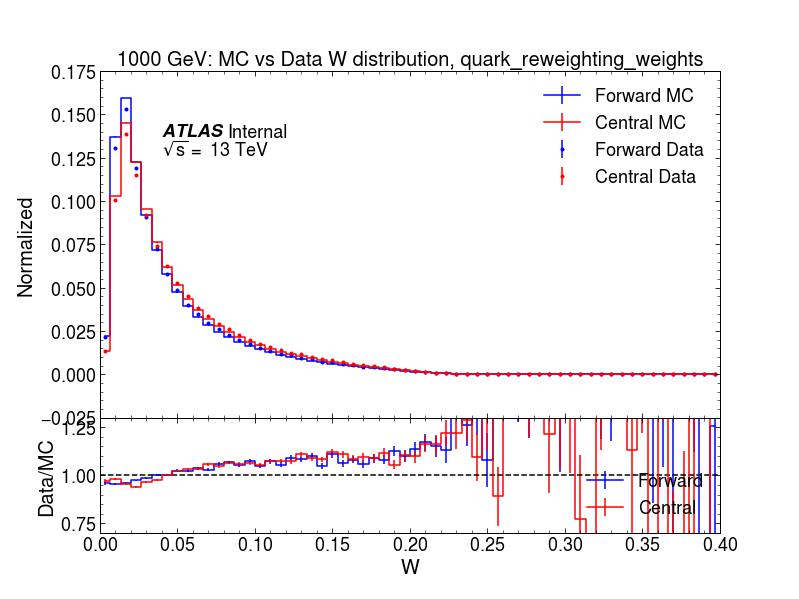 1000 GeV: MC vs Data W distribution, quark_reweighting_weights
0.175
0.150
0.125
0.100
0.075
0.050
0.025
0.000
−0.025
Normalized
ATLAS Internal
√s = 13 TeV
Forward MC
Central MC
Forward Data
Central Data
1.25
1.00
0.75
Data/MC
Forward
Central
0.00 0.05 0.10 0.15 0.20 0.25 0.30 0.35 0.40
W